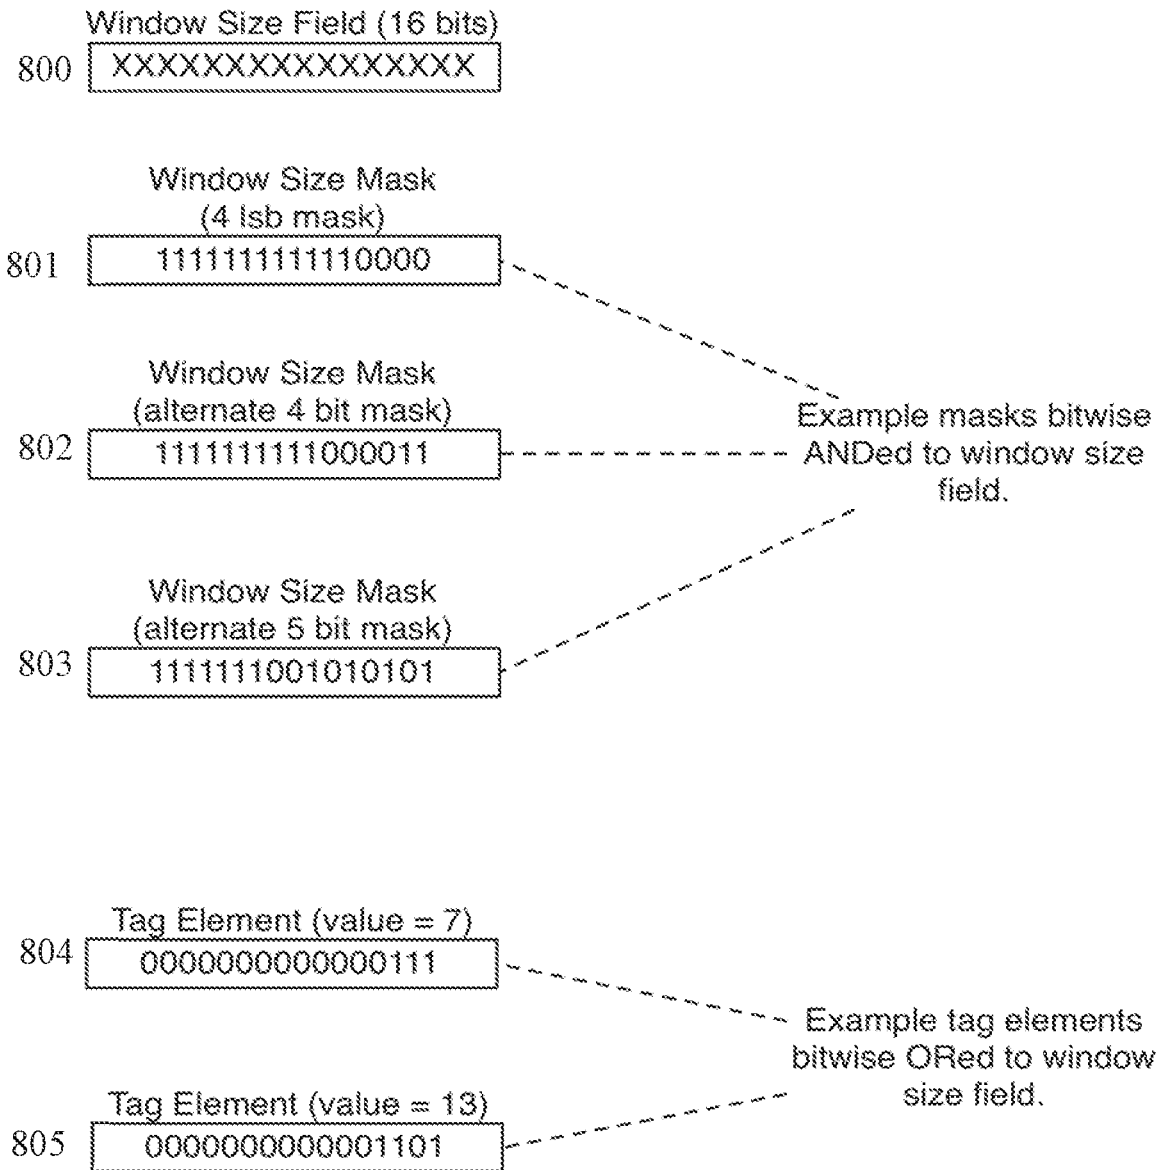 Window Size Field (16 bits)
800 XXXXXXXXXXXXXXXX
Window Size Mask
(4 lsb mask)
801 1111111111110000
Window Size Mask
(alternate 4 bit mask)
802 1111111111000011
Example masks bitwise
ANDed to window size
field.
Window Size Mask
(alternate 5 bit mask)
803 1111111001010101
Tag Element (value = 7)
804 0000000000000111
Example tag elements
bitwise ORed to window
size field.
Tag Element (value = 13)
805 0000000000001101